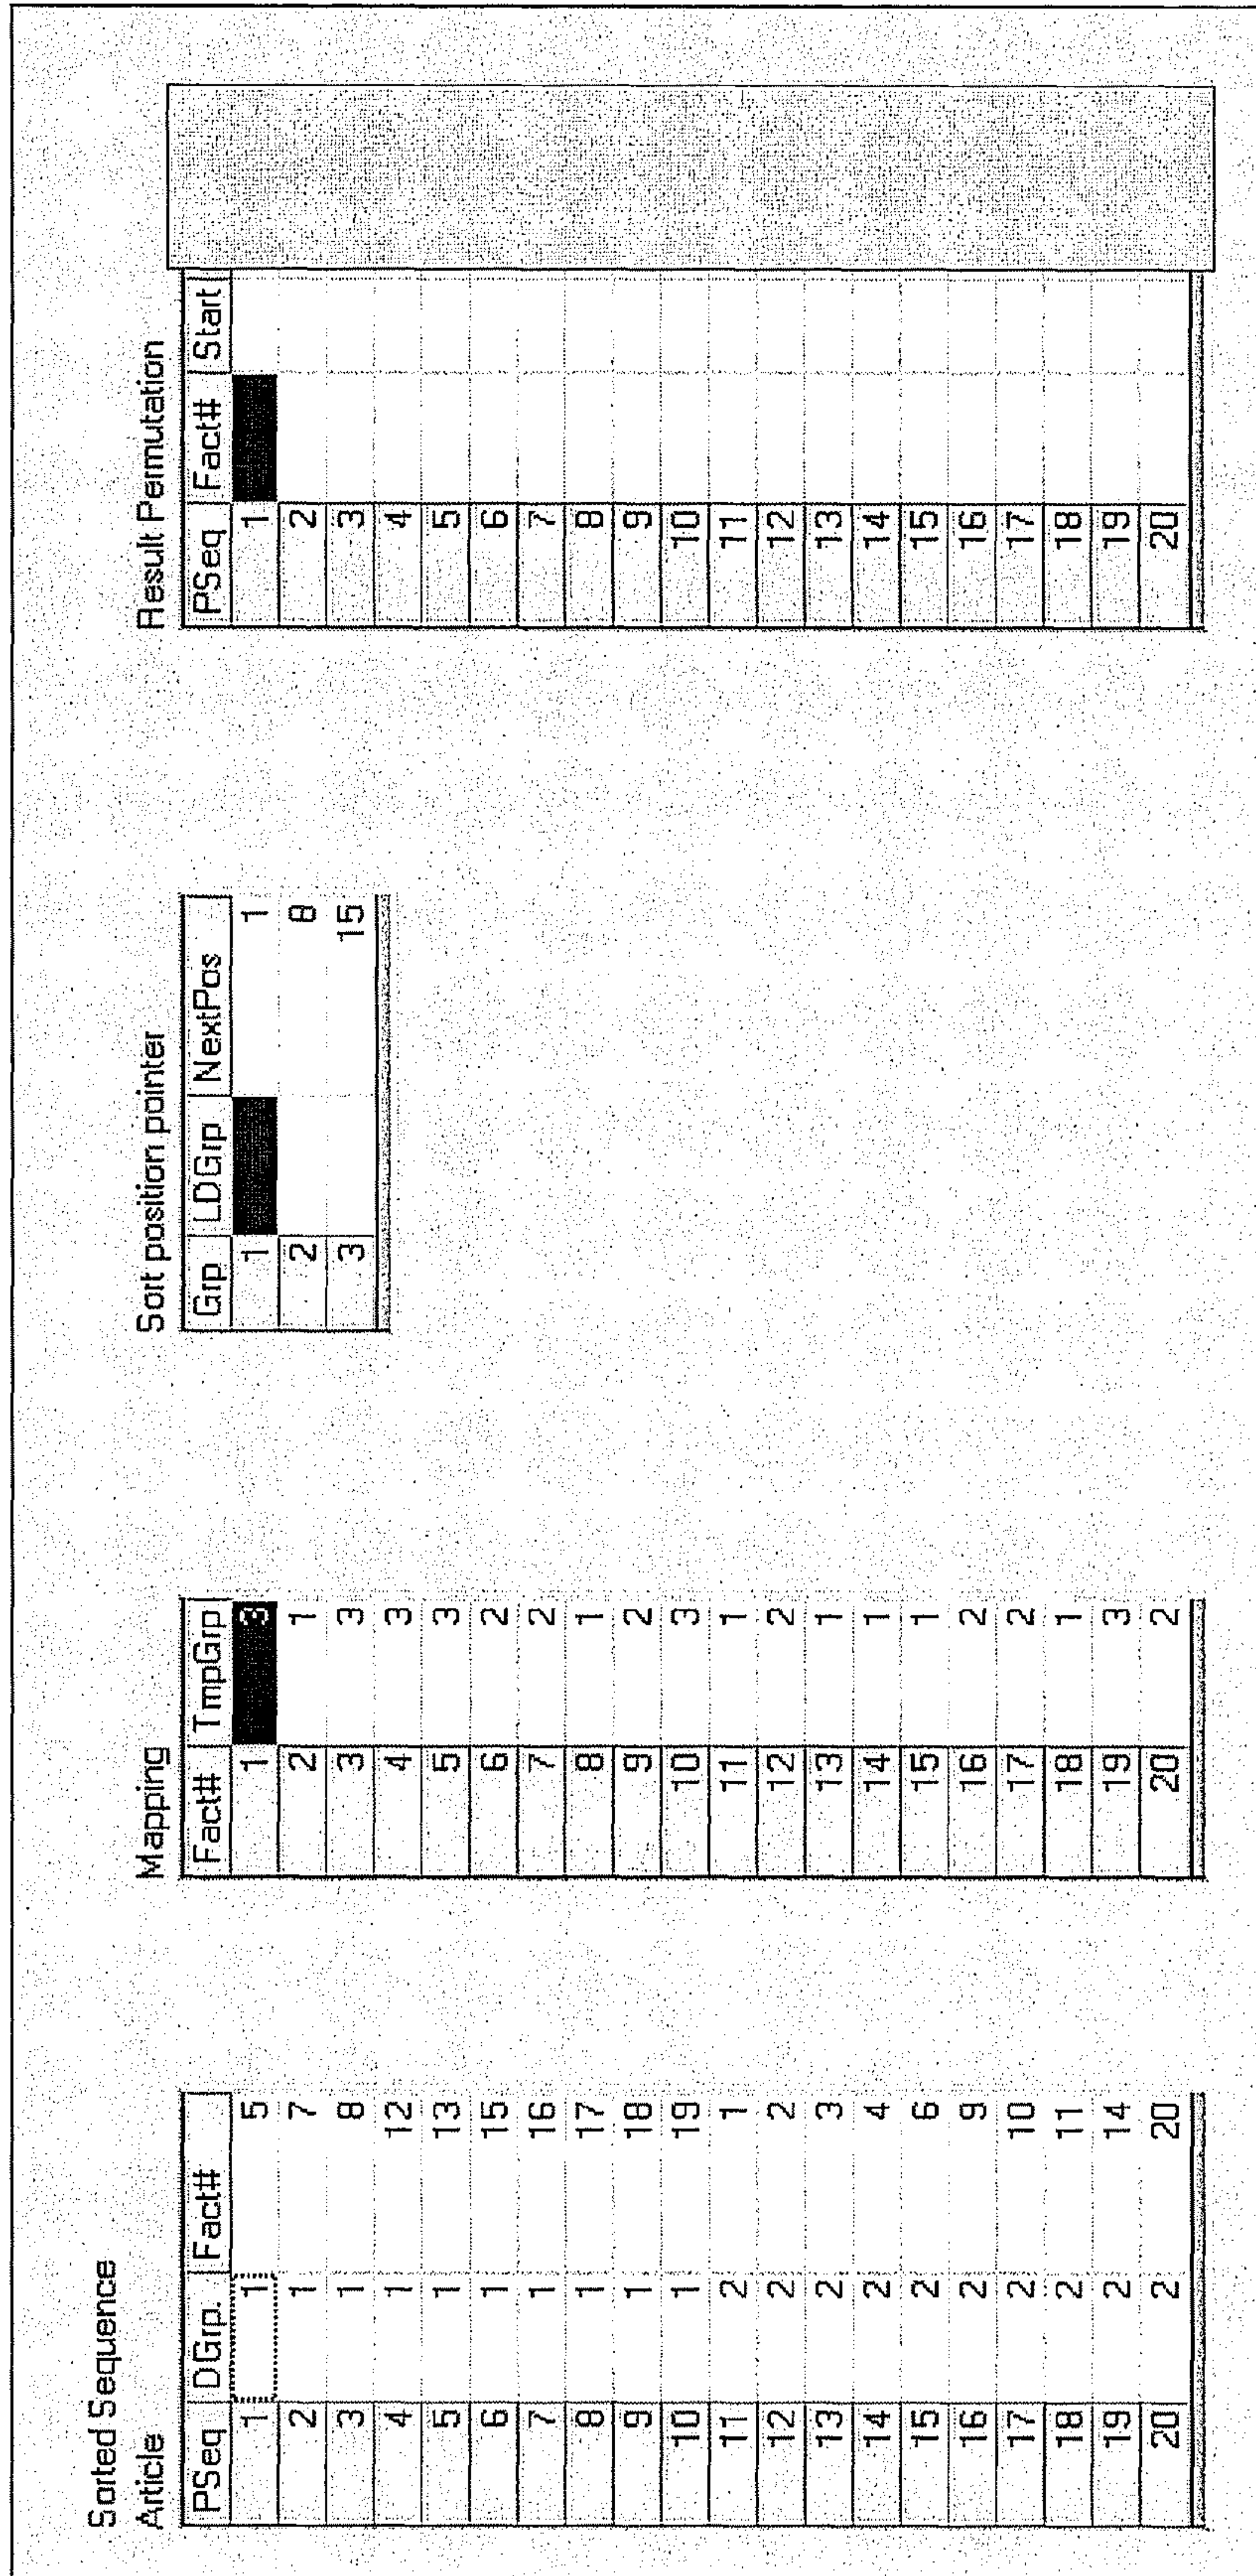 Sorted Sequence
Article
PSeq DGrp. Fact#
1 1 5
2 1 7
3 1 8
4 1 12
5 1 13
6 1 15
7 1 16
8 1 17
9 1 18
10 1 19
11 2 1
12 2 2
13 2 3
14 2 4
15 2 6
16 2 9
17 2 10
18 2 11
19 2 14
20 2 20
Mapping
Fact# TmpGrp
1 3
2 1
3 3
4 3
5 3
6 2
7 2
8 1
9 2
10 3
11 1
12 2
13 1
14 1
15 1
16 2
17 2
18 1
19 3
20 2
Sort position pointer
Grp LDGrp NextPos
1 1
2 8
3 15
Result Permutation
PSeq Fact# Start
1
2
3
4
5
6
7
8
9
10
11
12
13
14
15
16
17
18
19
20